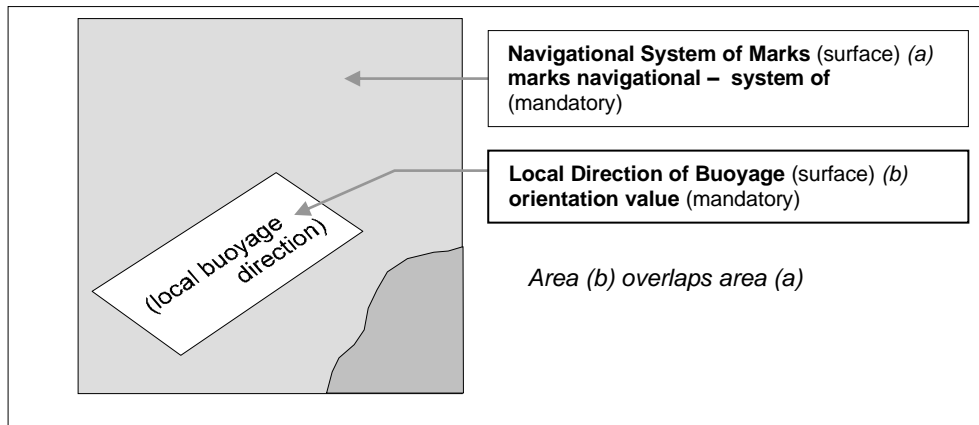 Navigational System of Marks (surface) (a)
marks navigational – system of
(mandatory)
Local Direction of Buoyage (surface) (b)
orientation value (mandatory)
(local buoyage
direction)
Area (b) overlaps area (a)